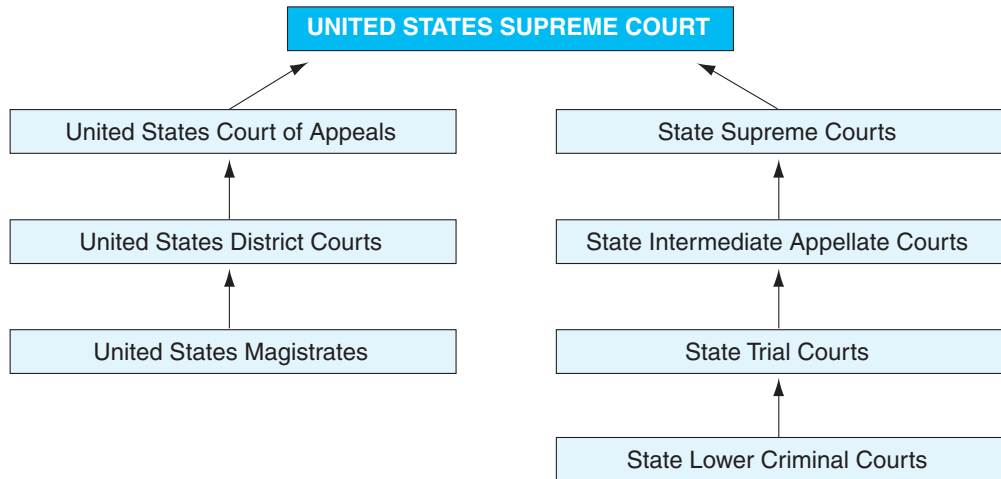 UNITED STATES SUPREME COURT
United States Court of Appeals
State Supreme Courts
United States District Courts
State Intermediate Appellate Courts
United States Magistrates
State Trial Courts
State Lower Criminal Courts